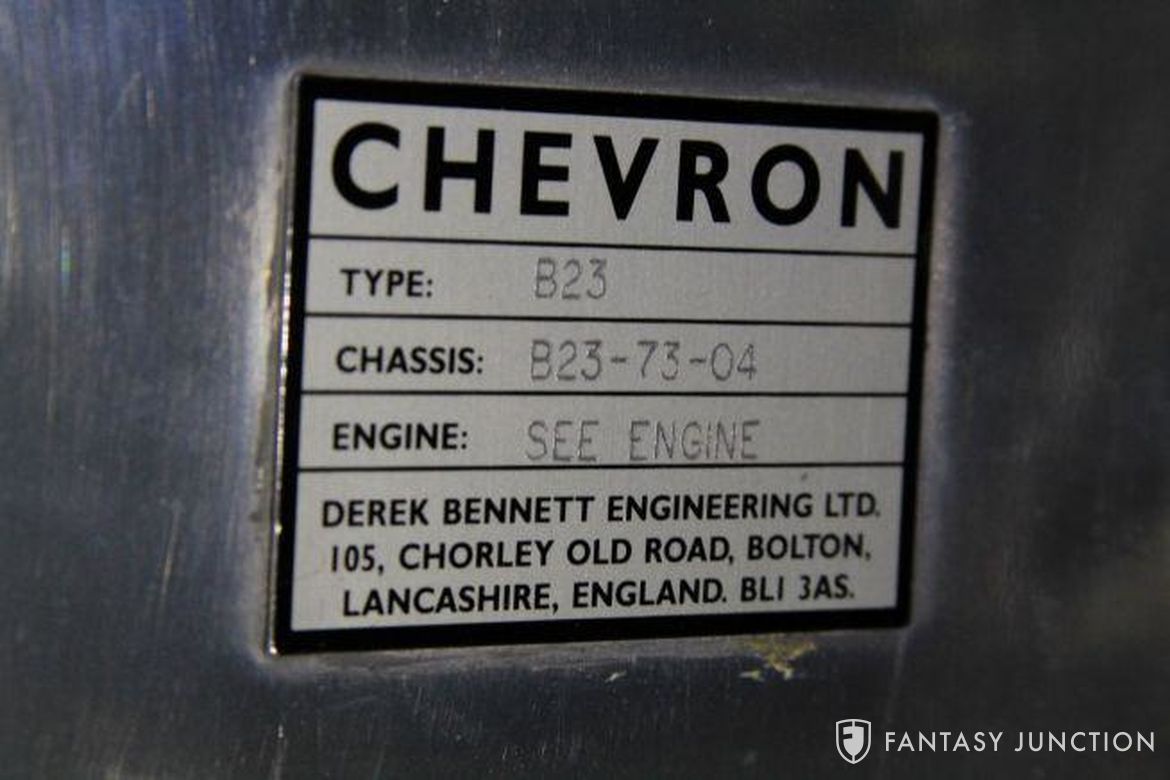 CHEVRON
TYPE: B23
CHASSIS: B23-73-04
ENGINE: SEE ENGINE
DEREK BENNETT ENGINEERING LTD.
105, CHORLEY OLD ROAD, BOLTON,
LANCASHIRE, ENGLAND. BL1 3AS.
FANTASY JUNCTION